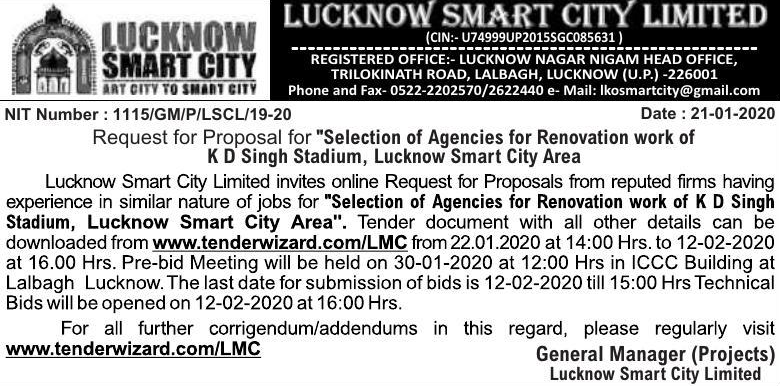 LUCKNOW
SMART CITY
ART CITY TO SMART CITY
LUCKNOW SMART CITY LIMITED
(CIN:- U74999UP2015SGC085631 )
REGISTERED OFFICE:- LUCKNOW NAGAR NIGAM HEAD OFFICE,
TRILOKINATH ROAD, LALBAGH, LUCKNOW (U.P.) -226001
Phone and Fax- 0522-2202570/2622440 e- Mail: lkosmartcity@gmail.com
NIT Number : 1115/GM/P/LSCL/19-20 Date : 21-01-2020
Request for Proposal for "Selection of Agencies for Renovation work of
K D Singh Stadium, Lucknow Smart City Area
Lucknow Smart City Limited invites online Request for Proposals from reputed firms having
experience in similar nature of jobs for "Selection of Agencies for Renovation work of K D Singh
Stadium, Lucknow Smart City Area". Tender document with all other details can be
downloaded from www.tenderwizard.com/LMC from 22.01.2020 at 14:00 Hrs. to 12-02-2020
at 16.00 Hrs. Pre-bid Meeting will be held on 30-01-2020 at 12:00 Hrs in ICCC Building at
Lalbagh Lucknow. The last date for submission of bids is 12-02-2020 till 15:00 Hrs Technical
Bids will be opened on 12-02-2020 at 16:00 Hrs.
For all further corrigendum/addendums in this regard, please regularly visit
www.tenderwizard.com/LMC
General Manager (Projects)
Lucknow Smart City Limited